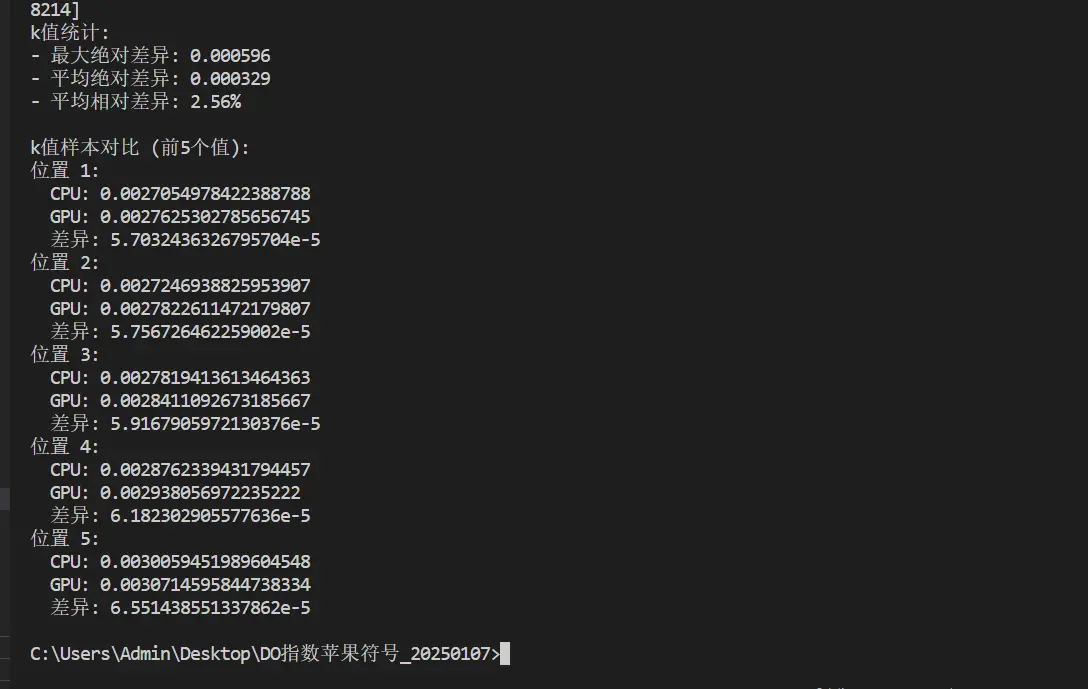 8214]
k值统计:
- 最大绝对差异: 0.000596
- 平均绝对差异: 0.000329
- 平均相对差异: 2.56%
k值样本对比 (前5个值):
位置 1:
CPU: 0.0027054978422388788
GPU: 0.0027625302785656745
差异: 5.7032436326795704e-5
位置 2:
CPU: 0.0027246938825953907
GPU: 0.0027822611472179807
差异: 5.756726462259002e-5
位置 3:
CPU: 0.0027819413613464363
GPU: 0.0028411092673185667
差异: 5.9167905972130376e-5
位置 4:
CPU: 0.0028762339431794457
GPU: 0.002938056972235222
差异: 6.182302905577636e-5
位置 5:
CPU: 0.0030059451989604548
GPU: 0.0030714595844738334
差异: 6.551438551337862e-5
C:\Users\Admin\Desktop\DO指数苹果符号_20250107>